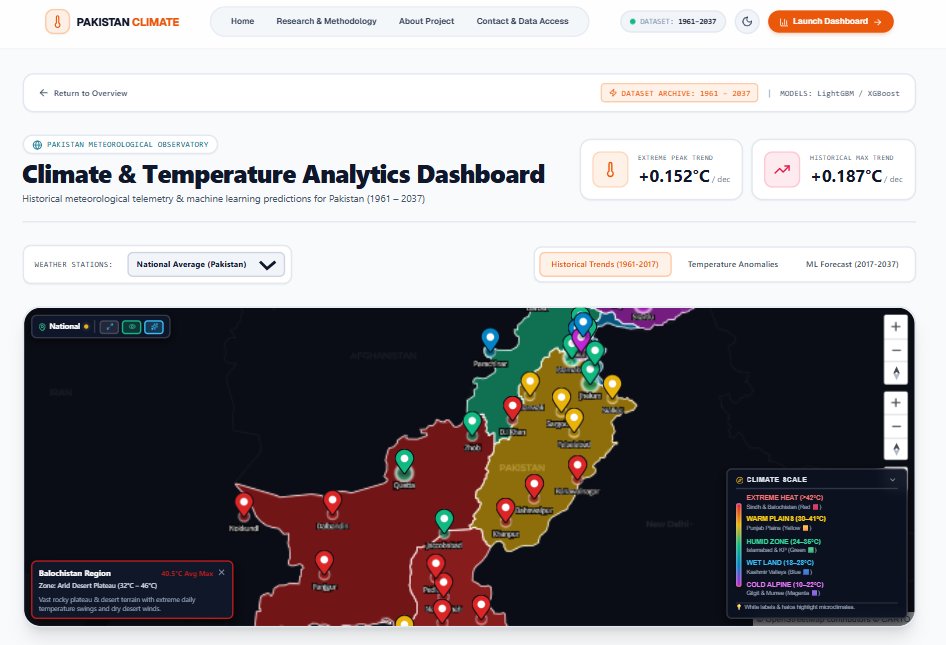 PAKISTAN CLIMATE
Home
Research & Methodology
About Project
Contact & Data Access
DATASET: 1961–2037
Launch Dashboard →
← Return to Overview
DATASET ARCHIVE: 1961 - 2037
| MODELS: LightGBM / XGBoost
PAKISTAN METEOROLOGICAL OBSERVATORY
Climate & Temperature Analytics Dashboard
Historical meteorological telemetry & machine learning predictions for Pakistan (1961 – 2037)
EXTREME PEAK TREND
+0.152°C / dec
HISTORICAL MAX TREND
+0.187°C / dec
WEATHER STATIONS:
National Average (Pakistan)
Historical Trends (1961-2017)
Temperature Anomalies
ML Forecast (2017-2037)
National
AFGHANISTAN
IRAN
Parachinar
Jhelum
D.I Khan
Zhob
Faisalabad
PAKISTAN
Quetta
Bahawalnagar
Bahawalpur
Khanpur
Nokkundi
Dalbandin
Jacobabad
New Delhi
Panjgur
Balochistan Region
40.5°C Avg Max ✕
Zone: Arid Desert Plateau (32°C – 46°C)
Vast rocky plateau & desert terrain with extreme daily
temperature swings and dry desert winds.
CLIMATE SCALE
EXTREME HEAT (>42°C)
Sindh & Balochistan (Red)
WARM PLAINS (30–41°C)
Punjab Plains (Yellow)
HUMID ZONE (24–35°C)
Islamabad & KP (Green)
WET LAND (18–28°C)
Kashmir Valleys (Blue)
COLD ALPINE (10–22°C)
Gilgit & Murree (Magenta)
White labels & halos highlight microclimates.
© OpenStreetMap contributors © CARTO